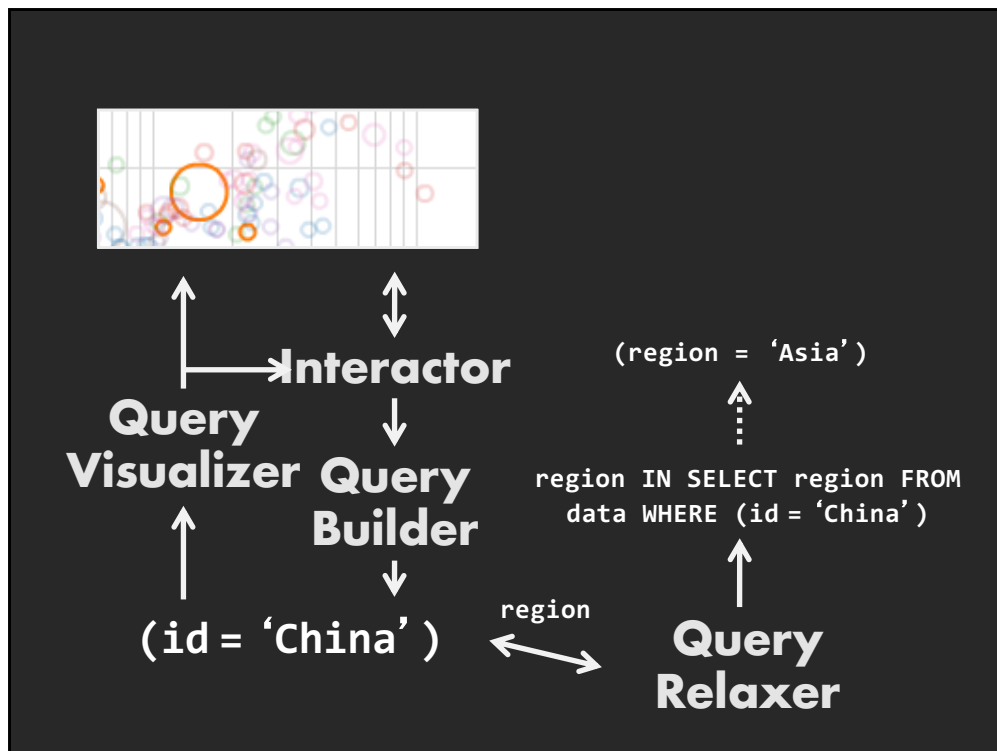 Interactor
(region = ‘Asia’)
Query
Visualizer
Query
Builder
region IN SELECT region FROM
data WHERE (id = ‘China’)
(id = ‘China’)
region
Query
Relaxer